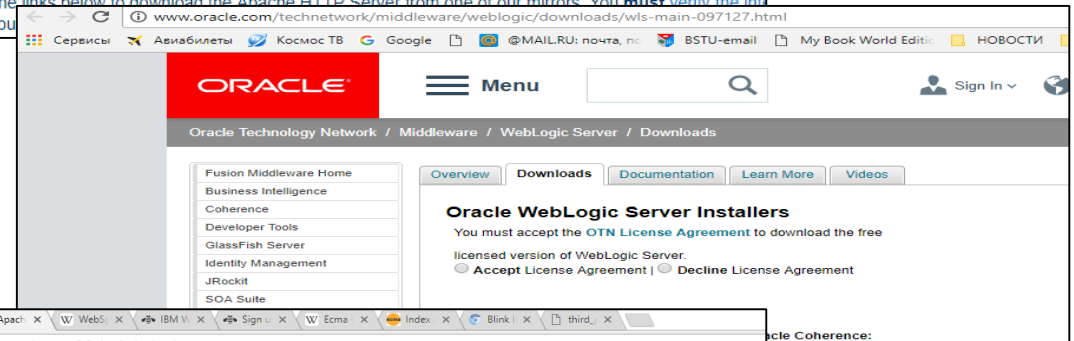 the links below to download the Apache HTTP Server from one of our mirrors. You must verify the
www.oracle.com/technetwork/middleware/weblogic/downloads/wls-main-097127.html
Сервисы Авиабилеты Космос ТВ Google @MAIL.RU: почта, по BSTU-email My Book World Editic НОВОСТИ
ORACLE Menu Sign In
Oracle Technology Network / Middleware / WebLogic Server / Downloads
Fusion Middleware Home
Business Intelligence
Coherence
Developer Tools
GlassFish Server
Identity Management
JRockit
SOA Suite
Overview Downloads Documentation Learn More Videos
Oracle WebLogic Server Installers
You must accept the OTN License Agreement to download the free
licensed version of WebLogic Server.
Accept License Agreement | Decline License Agreement
Apach WebS IBM W Sign u Ecma Index Blink third_
acle Coherence: